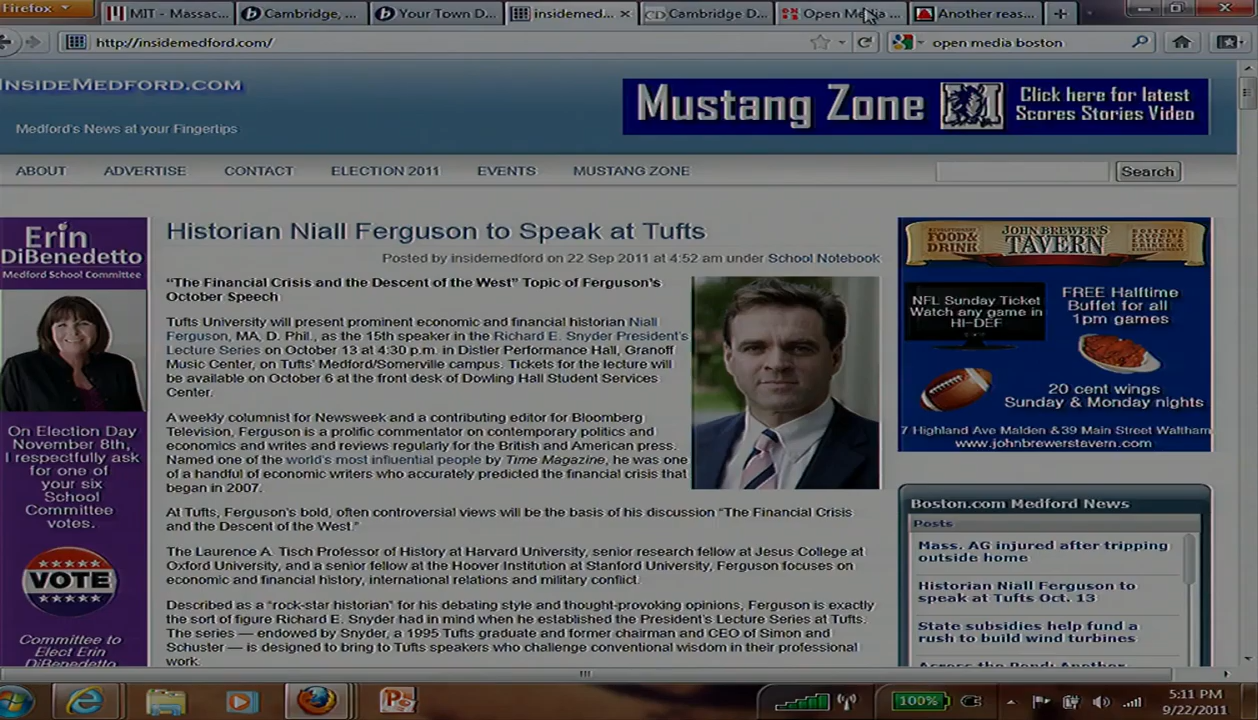 Firefox
MIT - Massac...
Cambridge, ...
Your Town D...
insidemed...
Cambridge D...
Open Media ...
Another reas...
http://insidemedford.com/
open media boston
INSIDEMEDFORD.COM
Medford's News at your Fingertips
Mustang Zone
Click here for latest
Scores Stories Video
ABOUT
ADVERTISE
CONTACT
ELECTION 2011
EVENTS
MUSTANG ZONE
Search
Erin
DiBenedetto
Medford School Committee
On Election Day
November 8th,
I respectfully ask
for one of
your six
School
Committee
votes.
VOTE
Committee to
Elect Erin
DiBenedetto
Historian Niall Ferguson to Speak at Tufts
Posted by insidemedford on 22 Sep 2011 at 4:52 am under School Notebook
"The Financial Crisis and the Descent of the West" Topic of Ferguson's
October Speech
Tufts University will present prominent economic and financial historian Niall
Ferguson, MA, D. Phil., as the 15th speaker in the Richard E. Snyder President's
Lecture Series on October 13 at 4:30 p.m. in Distler Performance Hall, Granoff
Music Center, on Tufts' Medford/Somerville campus. Tickets for the lecture will
be available on October 6 at the front desk of Dowling Hall Student Services
Center.
A weekly columnist for Newsweek and a contributing editor for Bloomberg
Television, Ferguson is a prolific commentator on contemporary politics and
economics and writes and reviews regularly for the British and American press.
Named one of the world's most influential people by Time Magazine, he was one
of a handful of economic writers who accurately predicted the financial crisis that
began in 2007.
At Tufts, Ferguson's bold, often controversial views will be the basis of his discussion "The Financial Crisis
and the Descent of the West."
The Laurence A. Tisch Professor of History at Harvard University, senior research fellow at Jesus College at
Oxford University, and a senior fellow at the Hoover Institution at Stanford University, Ferguson focuses on
economic and financial history, international relations and military conflict.
Described as a "rock-star historian" for his debating style and thought-provoking opinions, Ferguson is exactly
the sort of figure Richard E. Snyder had in mind when he established the President's Lecture Series at Tufts.
The series — endowed by Snyder, a 1995 Tufts graduate and former chairman and CEO of Simon and
Schuster — is designed to bring to Tufts speakers who challenge conventional wisdom in their professional
work.
FOOD&
DRINK
JOHN BREWER'S
TAVERN
NFL Sunday Ticket
Watch any game in
HI-DEF
FREE Halftime
Buffet for all
1pm games
20 cent wings
Sunday & Monday nights
7 Highland Ave Malden &39 Main Street Waltham
www.johnbrewerstavern.com
Boston.com Medford News
Posts
Mass. AG injured after tripping
outside home
Historian Niall Ferguson to
speak at Tufts Oct. 13
State subsidies help fund a
rush to build wind turbines
Across the Pond: Another
100%
5:11 PM
9/22/2011